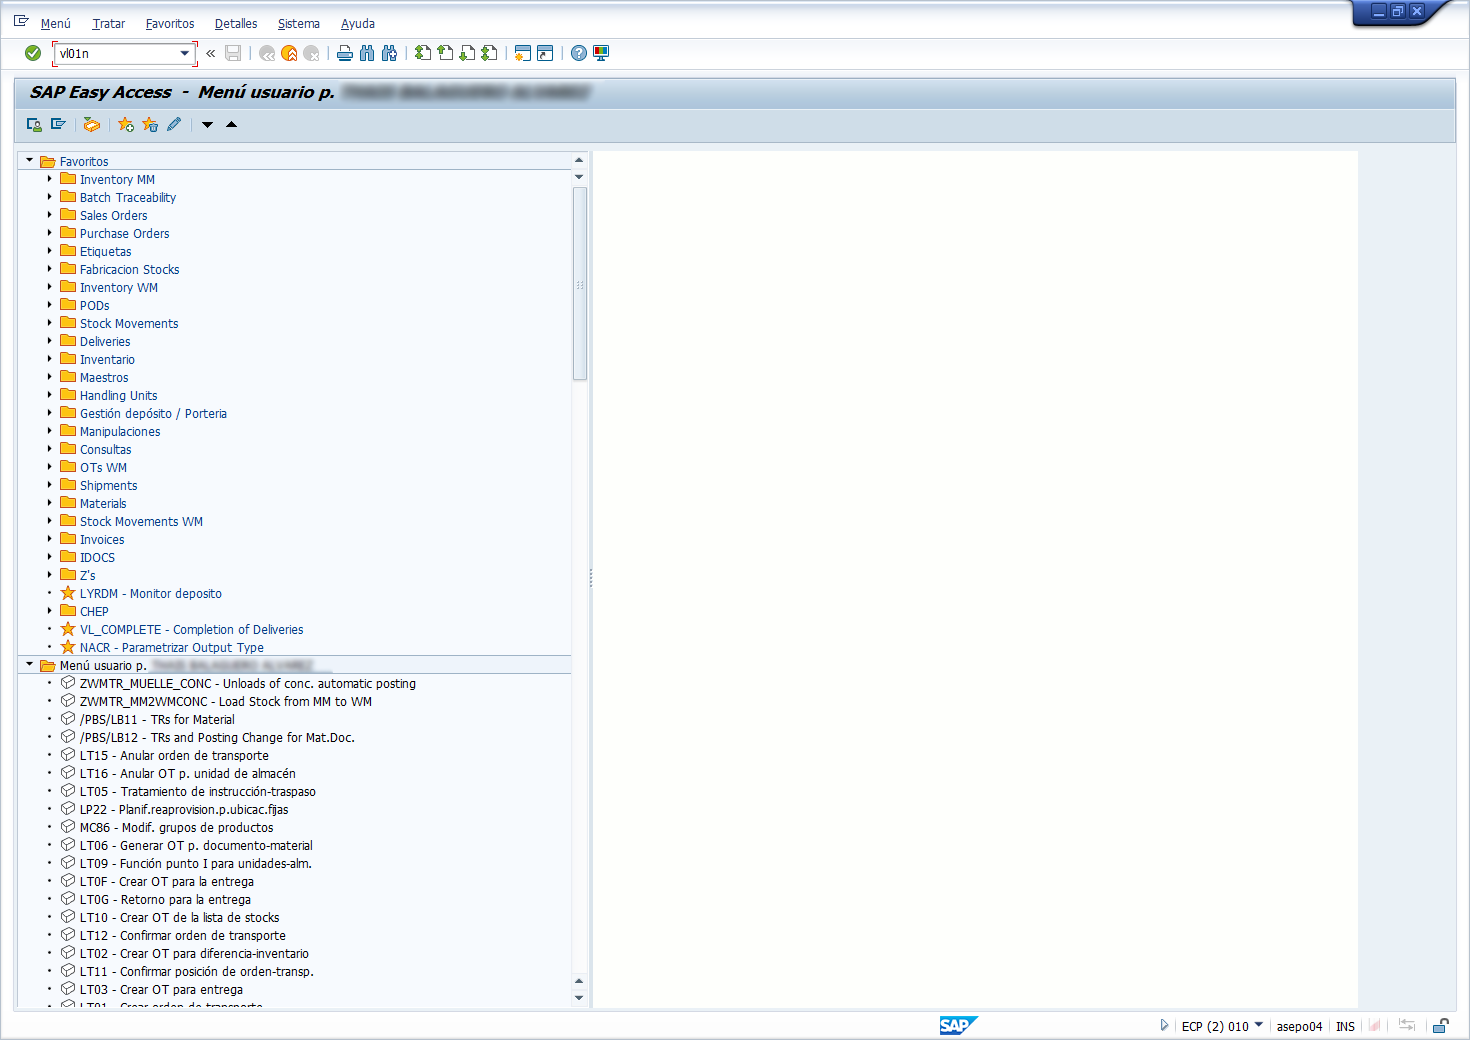 Menú Tratar Favoritos Detalles Sistema Ayuda
vl01n
SAP Easy Access - Menú usuario p.
Favoritos
Inventory MM
Batch Traceability
Sales Orders
Purchase Orders
Etiquetas
Fabricacion Stocks
Inventory WM
PODs
Stock Movements
Deliveries
Inventario
Maestros
Handling Units
Gestión depósito / Porteria
Manipulaciones
Consultas
OTs WM
Shipments
Materials
Stock Movements WM
Invoices
IDOCS
Z's
LYRDM - Monitor deposito
CHEP
VL_COMPLETE - Completion of Deliveries
NACR - Parametrizar Output Type
Menú usuario p.
ZWMTR_MUELLE_CONC - Unloads of conc. automatic posting
ZWMTR_MM2WMCONC - Load Stock from MM to WM
/PBS/LB11 - TRs for Material
/PBS/LB12 - TRs and Posting Change for Mat.Doc.
LT15 - Anular orden de transporte
LT16 - Anular OT p. unidad de almacén
LT05 - Tratamiento de instrucción-traspaso
LP22 - Planif.reaprovision.p.ubicac.fijas
MC86 - Modif. grupos de productos
LT06 - Generar OT p. documento-material
LT09 - Función punto I para unidades-alm.
LT0F - Crear OT para la entrega
LT0G - Retorno para la entrega
LT10 - Crear OT de la lista de stocks
LT12 - Confirmar orden de transporte
LT02 - Crear OT para diferencia-inventario
LT11 - Confirmar posición de orden-transp.
LT03 - Crear OT para entrega
LT01 - Crear orden de transporte
SAP ECP (2) 010 asepo04 INS